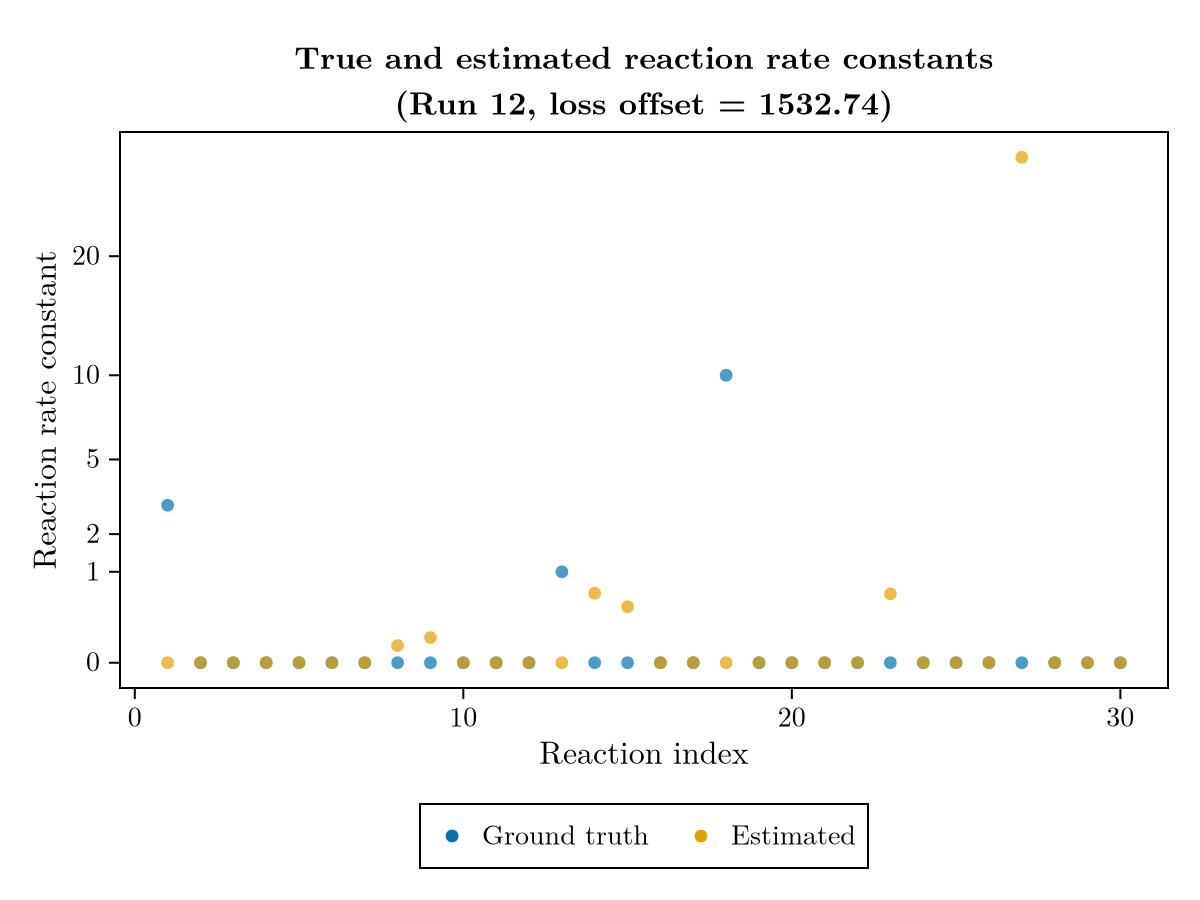 True and estimated reaction rate constants
(Run 12, loss offset = 1532.74)
Reaction rate constant
20
10
5
2
1
0
0 10 20 30
Reaction index
Ground truth Estimated